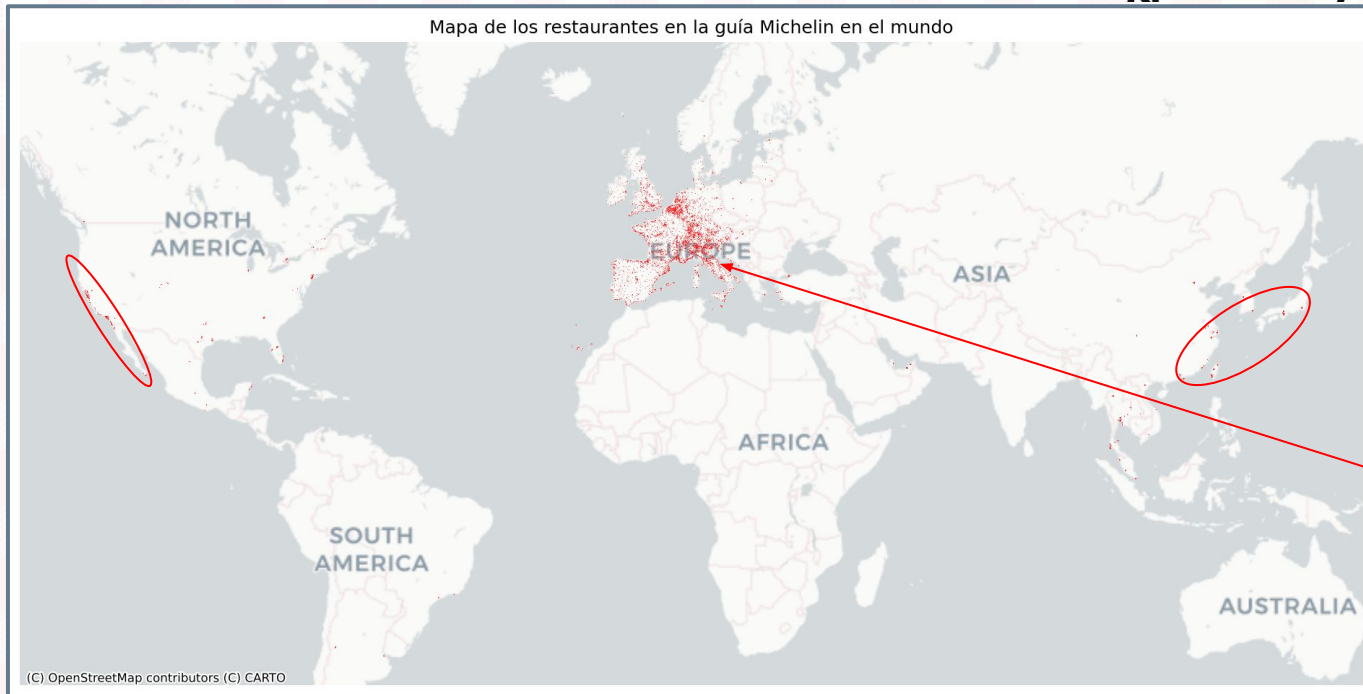 Mapa de los restaurantes en la guía Michelin en el mundo
NORTH
AMERICA
EUROPE
ASIA
AFRICA
SOUTH
AMERICA
AUSTRALIA
(C) OpenStreetMap contributors (C) CARTO